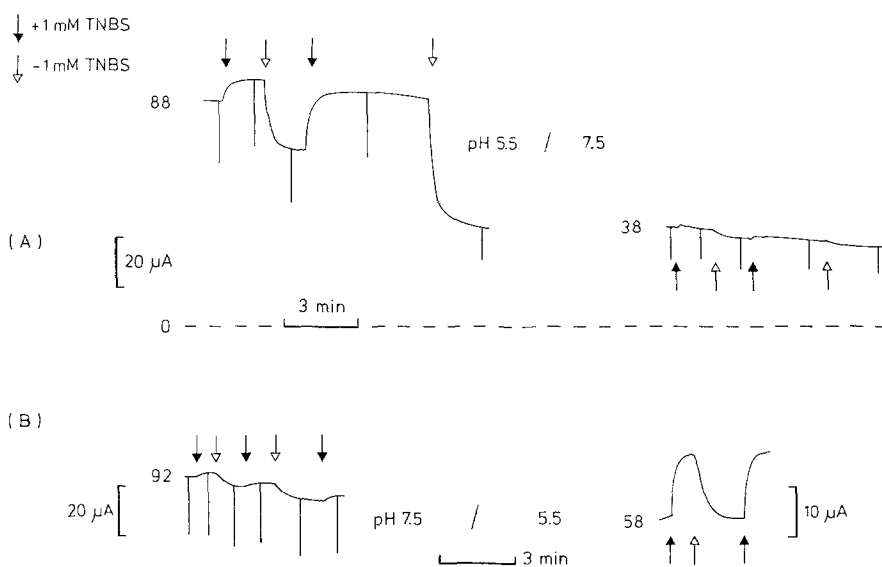 +1 mM TNBS
-1 mM TNBS
88
pH 5.5 / 7.5
(A)
20 µA
38
3 min
0
(B)
92
20 µA
pH 7.5 / 5.5
58
10 µA
3 min